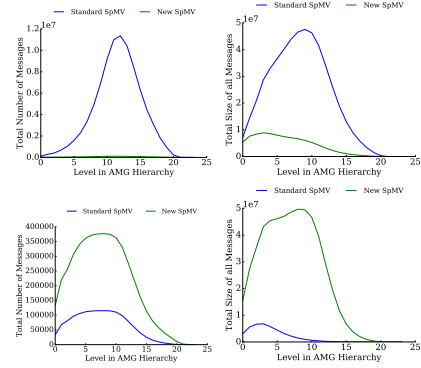 Standard SpMV New SpMV
1e7
Total Number of Messages
1.2
1.0
0.8
0.6
0.4
0.2
0.0
0 5 10 15 20 25
Level in AMG Hierarchy
Standard SpMV New SpMV
1e7
Total Size of all Messages
5
4
3
2
1
0
0 5 10 15 20 25
Level in AMG Hierarchy
Standard SpMV New SpMV
Total Number of Messages
400000
350000
300000
250000
200000
150000
100000
50000
0
0 5 10 15 20 25
Level in AMG Hierarchy
Standard SpMV New SpMV
1e7
Total Size of all Messages
5
4
3
2
1
0
0 5 10 15 20 25
Level in AMG Hierarchy